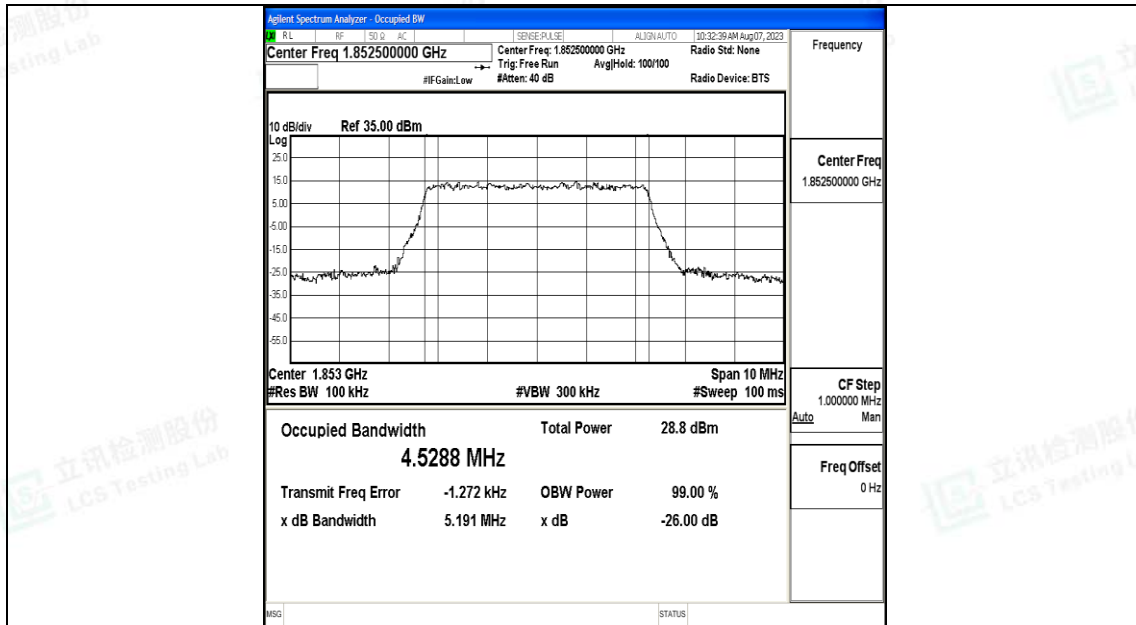 Agilent Spectrum Analyzer - Occupied BW
LXI RL RF 50 Ω AC SENSE:PULSE ALIGN AUTO 10:32:39 AM Aug 07, 2023
Center Freq 1.852500000 GHz
Center Freq: 1.852500000 GHz
Radio Std: None
Trig: Free Run Avg|Hold: 100/100
#IFGain:Low
#Atten: 40 dB
Radio Device: BTS
10 dB/div Ref 35.00 dBm
Log
25.0
15.0
5.00
-5.00
-15.0
-25.0
-35.0
-45.0
-55.0
Center 1.853 GHz
Span 10 MHz
#Res BW 100 kHz
#VBW 300 kHz
#Sweep 100 ms
Occupied Bandwidth
4.5288 MHz
Total Power 28.8 dBm
Transmit Freq Error -1.272 kHz
OBW Power 99.00 %
x dB Bandwidth 5.191 MHz
x dB -26.00 dB
MSG
STATUS
Frequency
Center Freq
1.852500000 GHz
CF Step
1.000000 MHz
Auto Man
Freq Offset
0 Hz
立讯检测股份
LCS Testing Lab
立讯检测股份